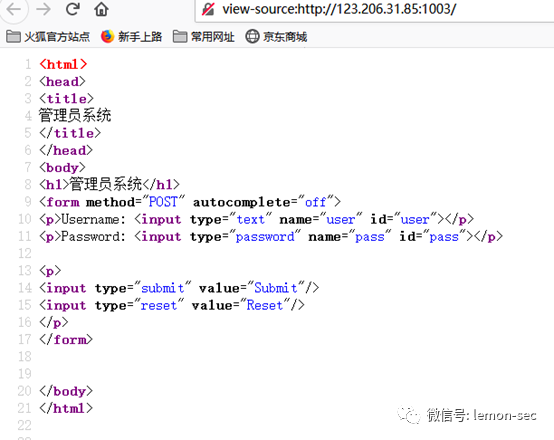 view-source:http://123.206.31.85:1003/
火狐官方站点 新手上路 常用网址 京东商城
1 <html>
2 <head>
3 <title>
4 管理员系统
5 </title>
6 </head>
7 <body>
8 <h1>管理员系统</h1>
9 <form method="POST" autocomplete="off">
10 <p>Username: <input type="text" name="user" id="user"></p>
11 <p>Password: <input type="password" name="pass" id="pass"></p>
12
13 <p>
14 <input type="submit" value="Submit"/>
15 <input type="reset" value="Reset"/>
16 </p>
17 </form>
18
19
20 </body>
21 </html>
22
微信号: lemon-sec